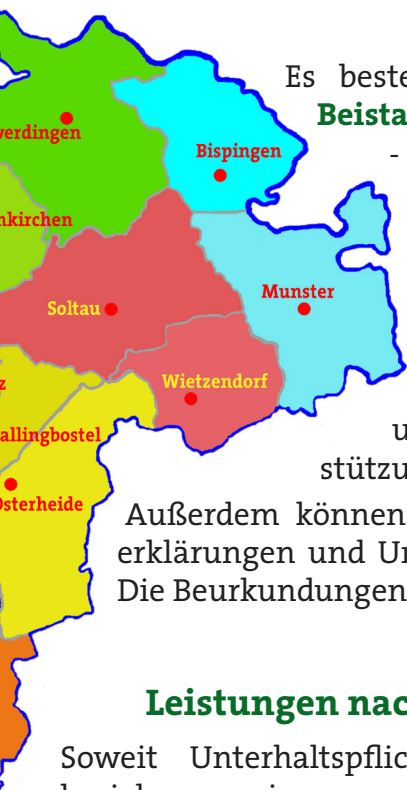 Es beste
Beista
-
verdingen
Bispingen
nkirchen
Munster
Soltau
Wietzendorf
z
allingbostel
Osterheide
u
stützu
Außerdem können
erklärungen und Ur
Die Beurkundungen
Leistungen nac
Soweit Unterhaltspflic